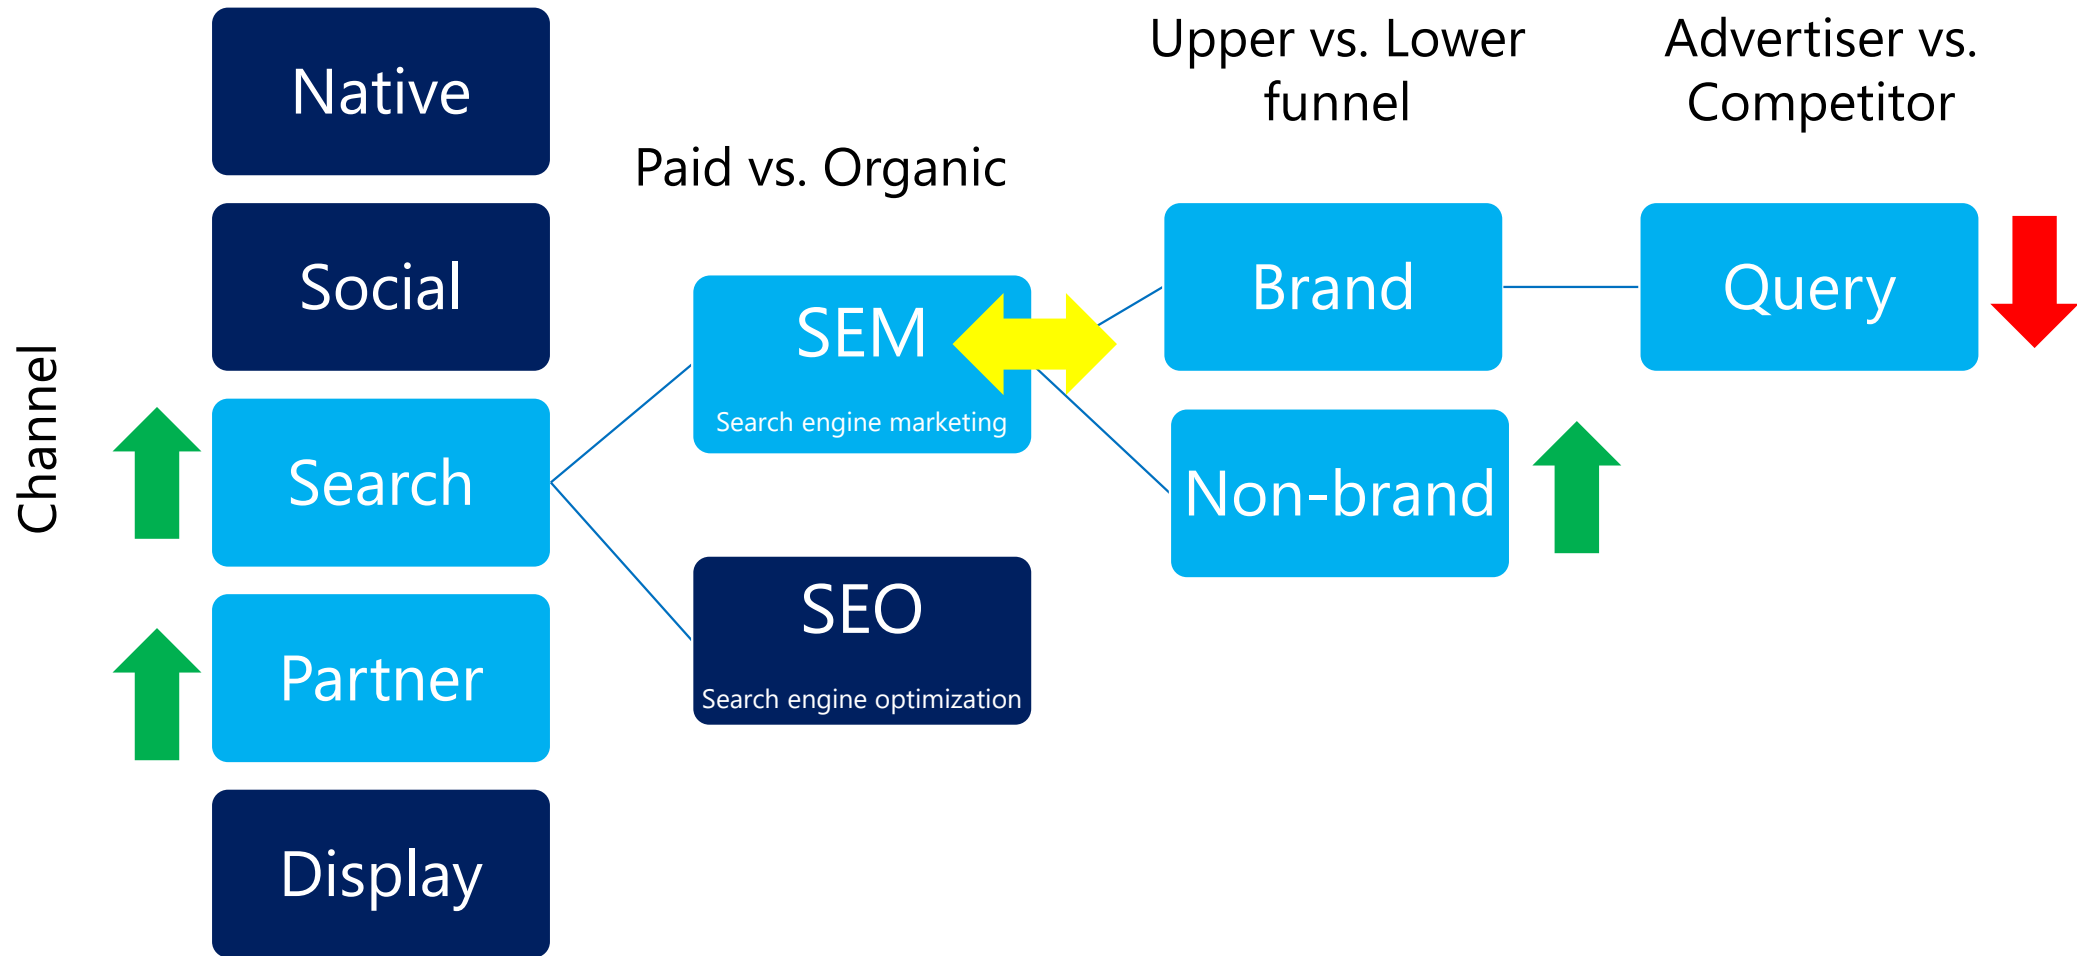 Channel
Native
Social
Search
Partner
Display
Paid vs. Organic
SEM
Search engine marketing
SEO
Search engine optimization
Upper vs. Lower
funnel
Brand
Non-brand
Advertiser vs.
Competitor
Query